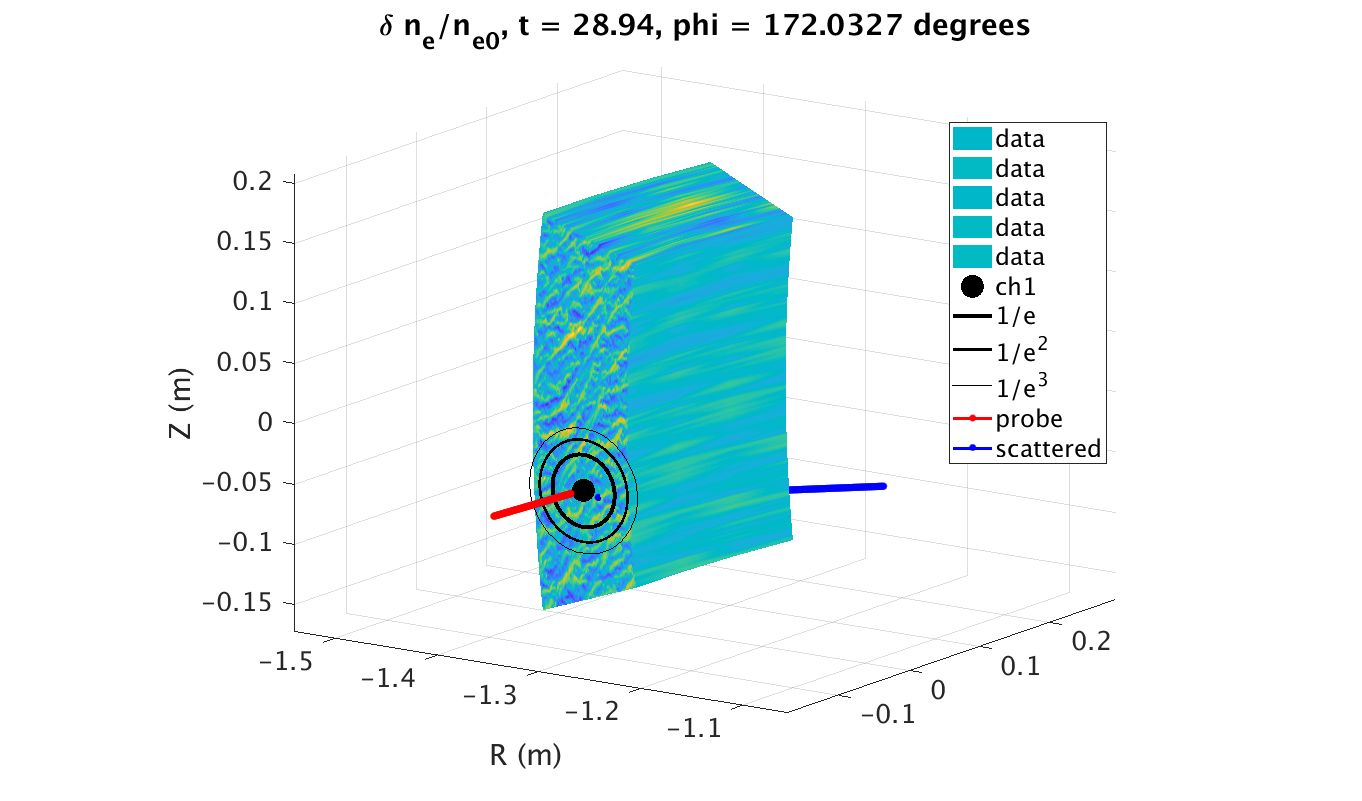 δ n_e/n_e0, t = 28.94, phi = 172.0327 degrees
data
data
data
data
data
ch1
1/e
1/e^2
1/e^3
probe
scattered
0.2
0.15
0.1
0.05
0
−0.05
−0.1
−0.15
Z (m)
−1.5
−1.4
−1.3
−1.2
−1.1
R (m)
−0.1
0
0.1
0.2